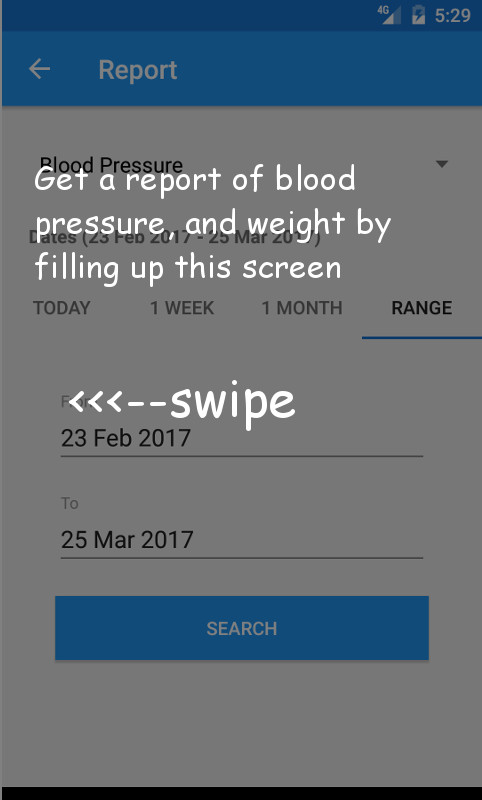 4G 5:29
Report
Blood Pressure
Get a report of blood
pressure, and weight by
Dates (23 Feb 2017 - 25 Mar 2017)
filling up this screen
TODAY 1 WEEK 1 MONTH RANGE
<<<--swipe
23 Feb 2017
To
25 Mar 2017
SEARCH